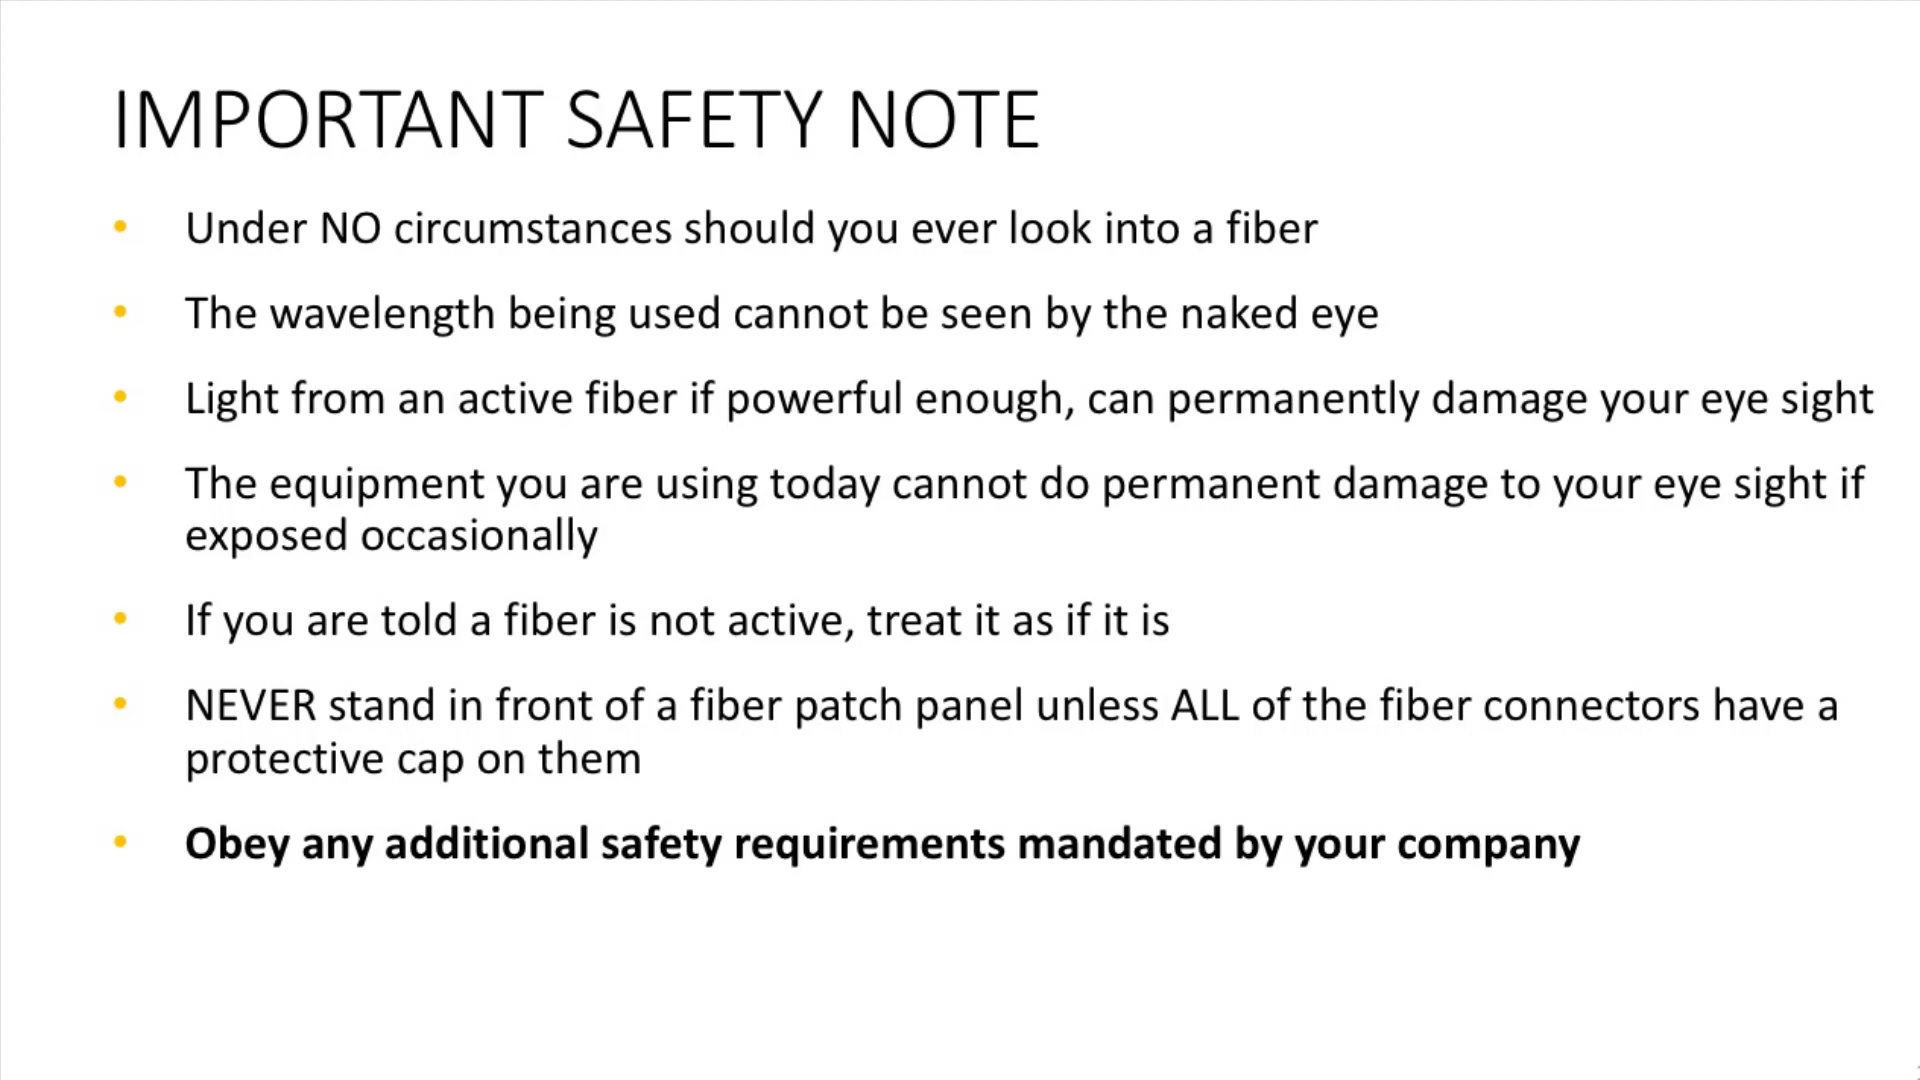 IMPORTANT SAFETY NOTE
• Under NO circumstances should you ever look into a fiber
• The wavelength being used cannot be seen by the naked eye
• Light from an active fiber if powerful enough, can permanently damage your eye sight
• The equipment you are using today cannot do permanent damage to your eye sight if
exposed occasionally
• If you are told a fiber is not active, treat it as if it is
• NEVER stand in front of a fiber patch panel unless ALL of the fiber connectors have a
protective cap on them
• Obey any additional safety requirements mandated by your company